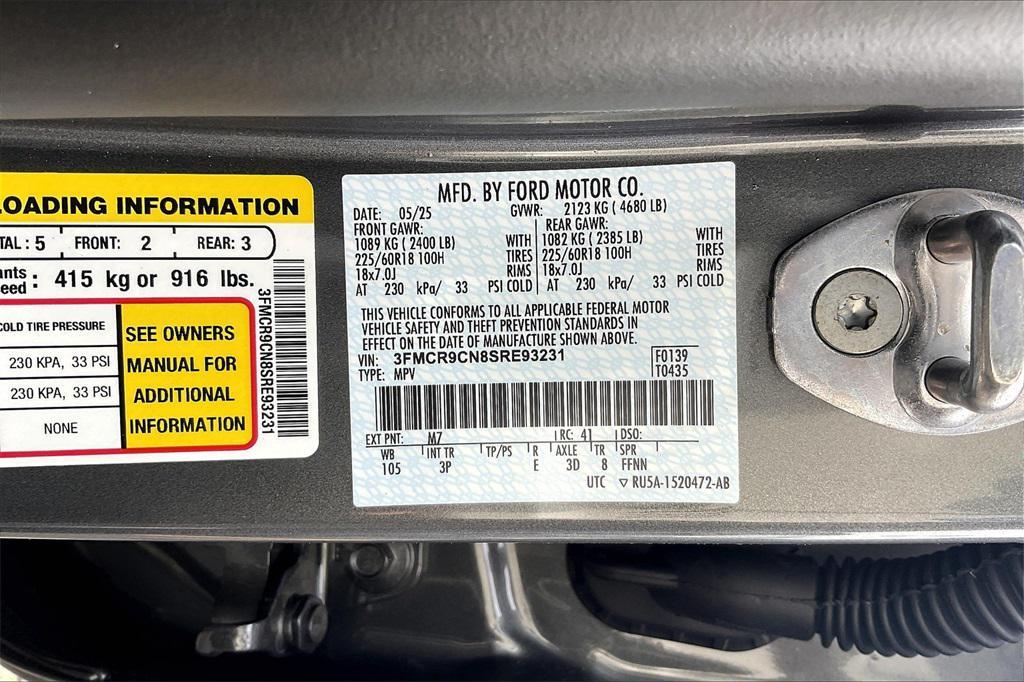 LOADING INFORMATION
TAL : 5 FRONT: 2 REAR: 3
: 415 kg or 916 lbs.
COLD TIRE PRESSURE
230 KPA, 33 PSI
230 KPA, 33 PSI
NONE
SEE OWNERS
MANUAL FOR
ADDITIONAL
INFORMATION
3FMCR9CN8SRE93231
MFD. BY FORD MOTOR CO.
DATE: 05/25 GVWR: 2123 KG ( 4680 LB)
FRONT GAWR: REAR GAWR:
1089 KG ( 2400 LB) WITH 1082 KG ( 2385 LB) WITH
225/60R18 100H TIRES 225/60R18 100H TIRES
18x7.0J RIMS 18x7.0J RIMS
AT 230 kPa/ 33 PSI COLD AT 230 kPa/ 33 PSI COLD
THIS VEHICLE CONFORMS TO ALL APPLICABLE FEDERAL MOTOR
VEHICLE SAFETY AND THEFT PREVENTION STANDARDS IN
EFFECT ON THE DATE OF MANUFACTURE SHOWN ABOVE.
VIN: 3FMCR9CN8SRE93231 F0139
TYPE: MPV T0435
EXT PNT: M7 RC: 41 DSO:
WB INT TR TP/PS R AXLE TR SPR
105 3P E 3D 8 FFNN
UTC ▽ RU5A-1520472-AB